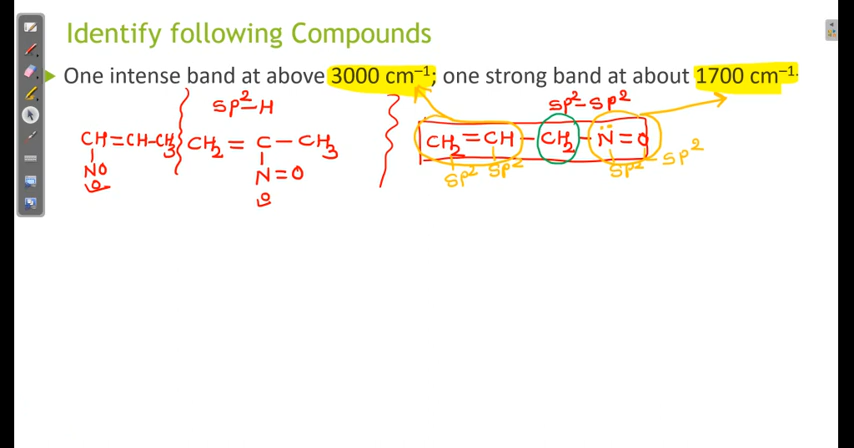 Identify following Compounds
One intense band at above 3000 cm⁻¹; one strong band at about 1700 cm⁻¹.
sp²-H
sp²-sp²
CH=CH-CH₃
NO
CH₂=C-CH₃
N=O
CH₂=CH-CH₂-N̈=O
sp² sp² sp² sp²